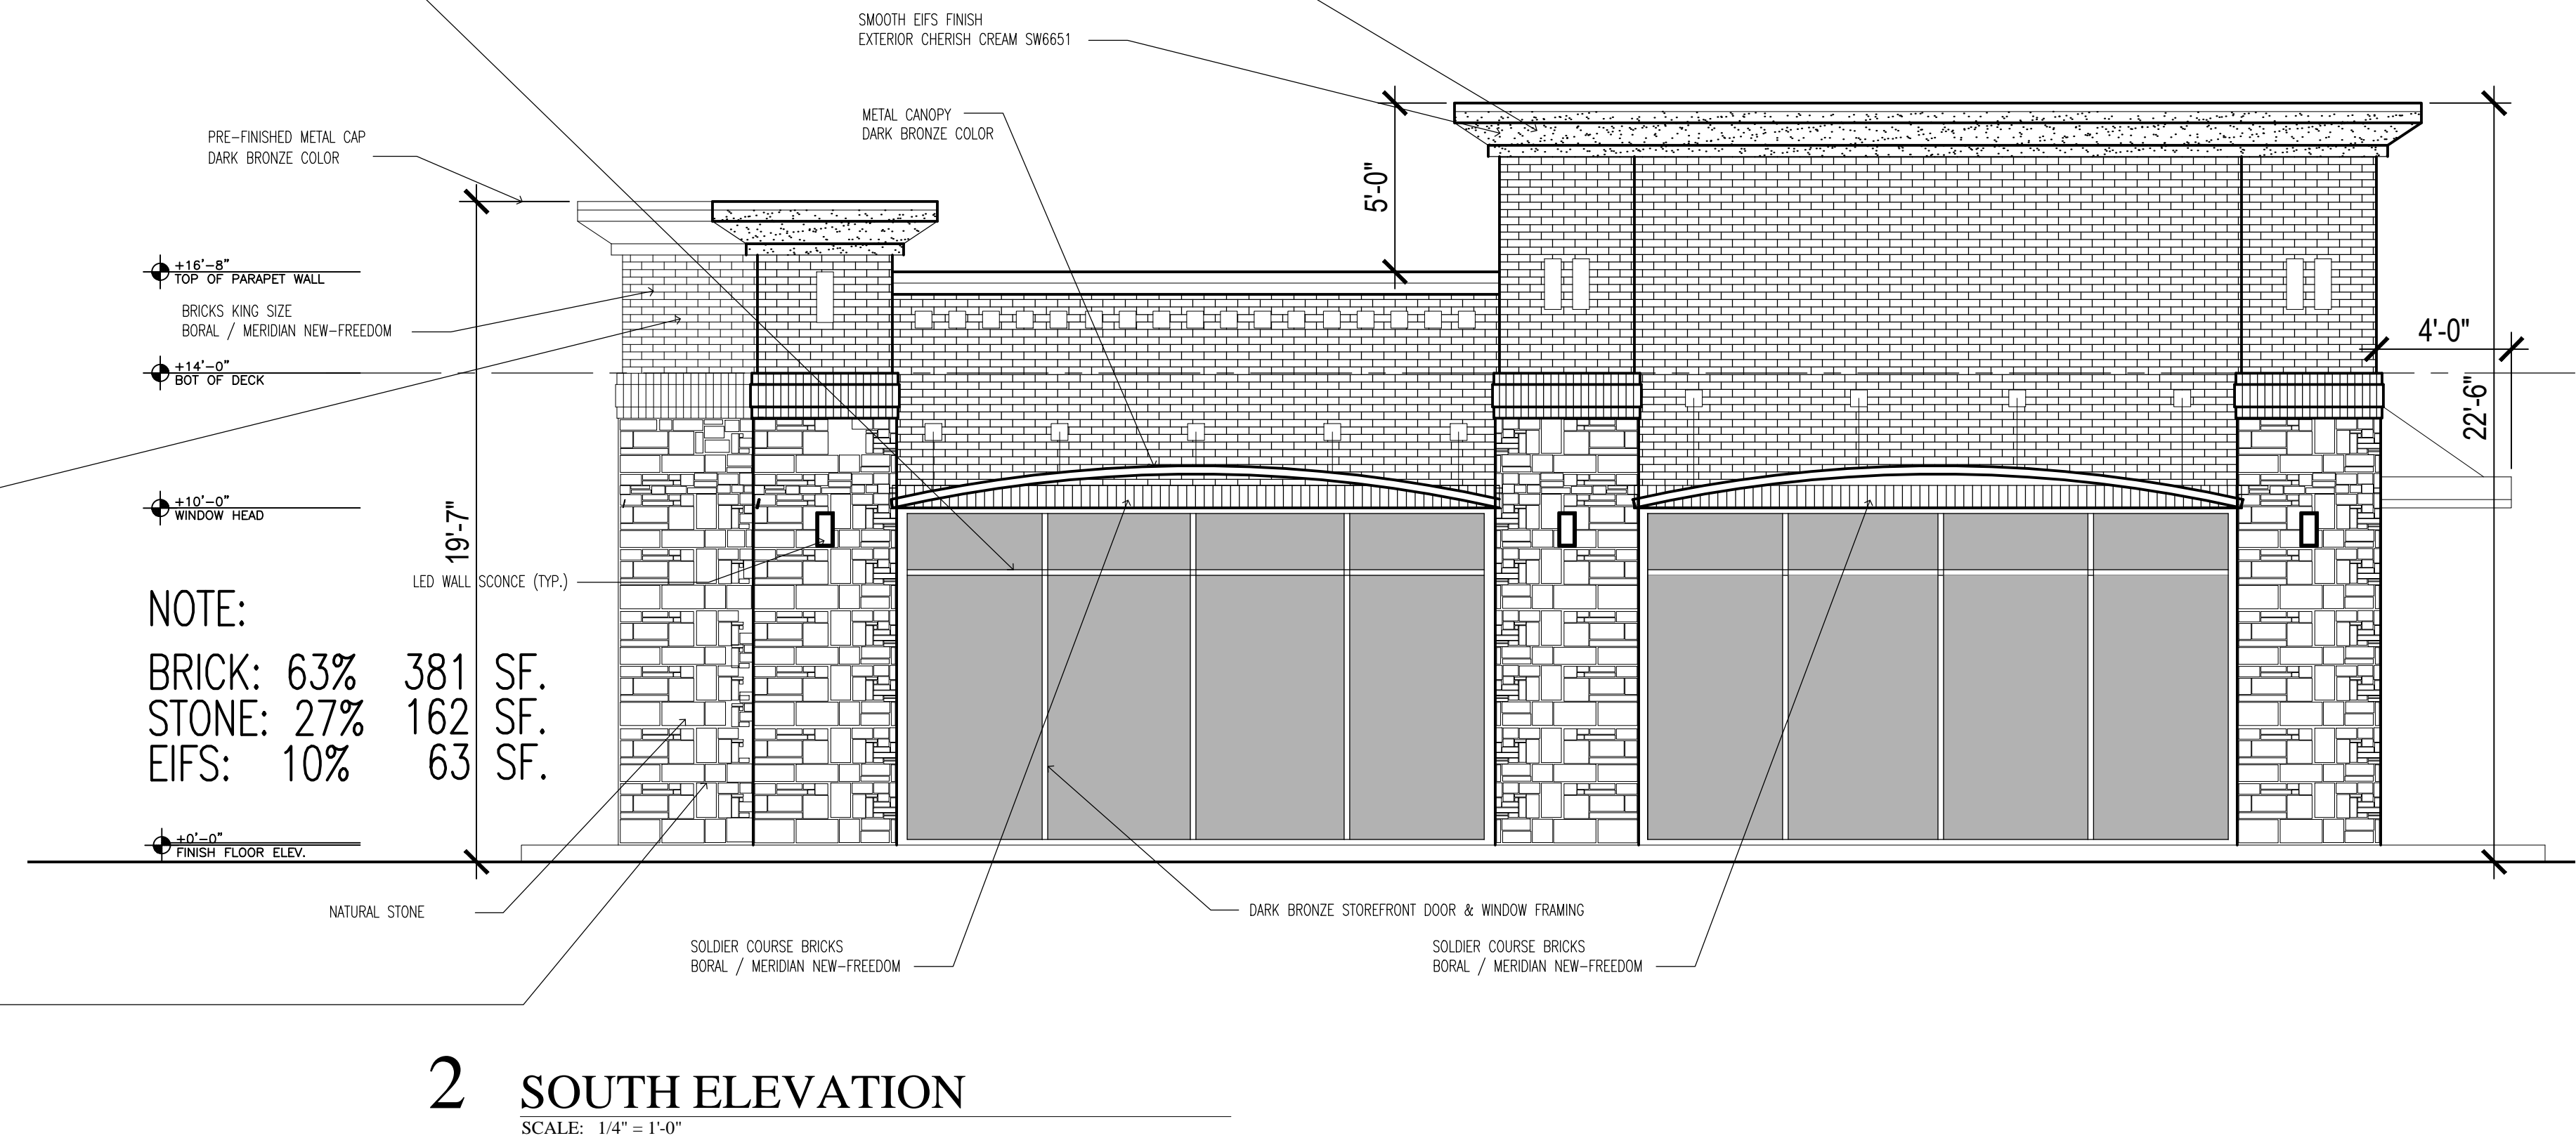 SMOOTH EIFS FINISH
EXTERIOR CHERISH CREAM SW6651
METAL CANOPY
DARK BRONZE COLOR
PRE-FINISHED METAL CAP
DARK BRONZE COLOR
5'-0"
+16'-8"
TOP OF PARAPET WALL
BRICKS KING SIZE
BORAL / MERIDIAN NEW-FREEDOM
4'-0"
+14'-0"
BOT OF DECK
22'-6"
+10'-0"
WINDOW HEAD
19'-7"
LED WALL SCONCE (TYP.)
NOTE:
BRICK: 63% 381 SF.
STONE: 27% 162 SF.
EIFS: 10% 63 SF.
+0'-0"
FINISH FLOOR ELEV.
NATURAL STONE
DARK BRONZE STOREFRONT DOOR & WINDOW FRAMING
SOLDIER COURSE BRICKS
BORAL / MERIDIAN NEW-FREEDOM
SOLDIER COURSE BRICKS
BORAL / MERIDIAN NEW-FREEDOM
2 SOUTH ELEVATION
SCALE: 1/4" = 1'-0"